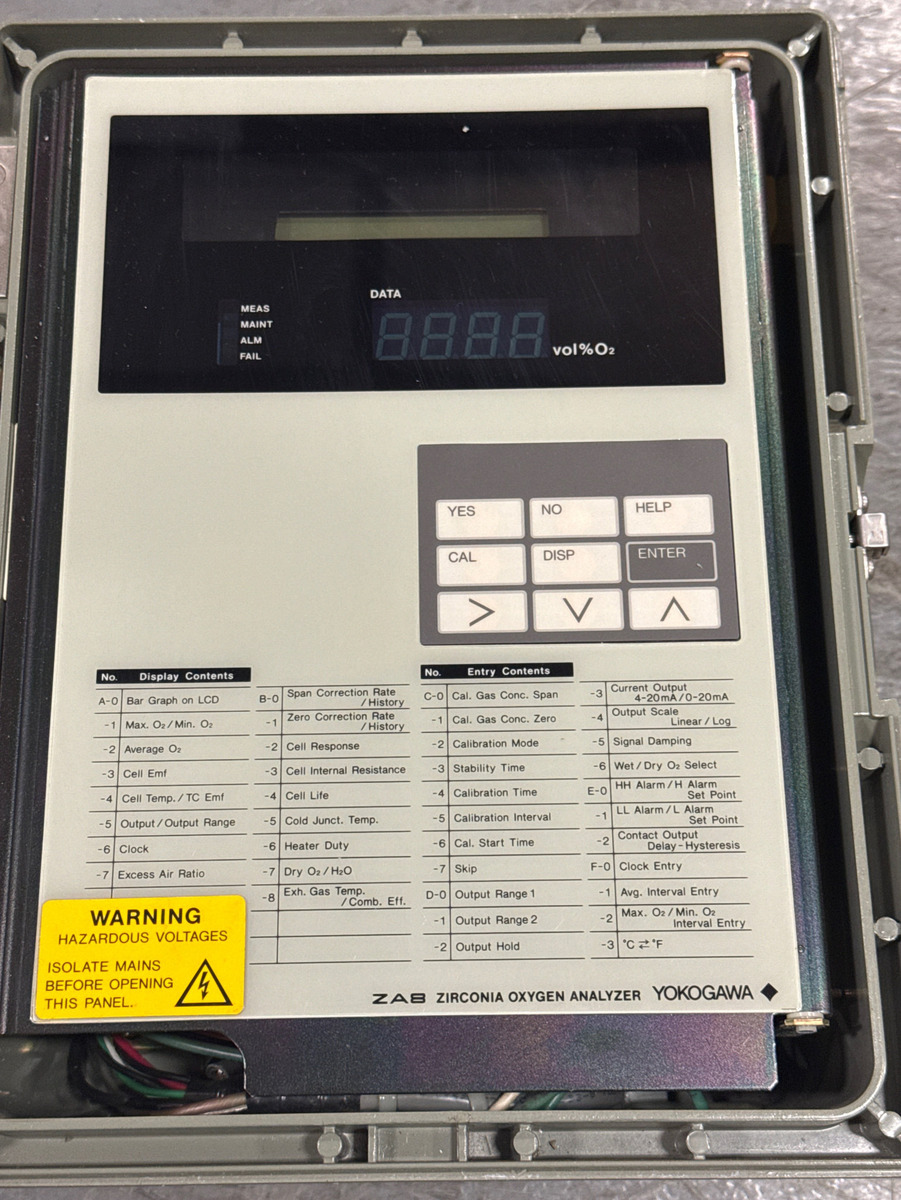 MEAS
MAINT
ALM
FAIL
DATA
8888 vol%O₂
YES
NO
HELP
CAL
DISP
ENTER
>
∨
∧
No. Display Contents
A-0 Bar Graph on LCD
-1 Max. O₂/Min. O₂
-2 Average O₂
-3 Cell Emf
-4 Cell Temp./TC Emf
-5 Output/Output Range
-6 Clock
-7 Excess Air Ratio
B-0 Span Correction Rate
/History
-1 Zero Correction Rate
/History
-2 Cell Response
-3 Cell Internal Resistance
-4 Cell Life
-5 Cold Junct. Temp.
-6 Heater Duty
-7 Dry O₂/H₂O
-8 Exh. Gas Temp.
/Comb. Eff.
No. Entry Contents
C-0 Cal. Gas Conc. Span
-1 Cal. Gas Conc. Zero
-2 Calibration Mode
-3 Stability Time
-4 Calibration Time
-5 Calibration Interval
-6 Cal. Start Time
-7 Skip
D-0 Output Range 1
-1 Output Range 2
-2 Output Hold
-3 Current Output
4-20mA/0-20mA
-4 Output Scale
Linear/Log
-5 Signal Damping
-6 Wet/Dry O₂ Select
E-0 HH Alarm/H Alarm
Set Point
-1 LL Alarm/L Alarm
Set Point
-2 Contact Output
Delay-Hysteresis
F-0 Clock Entry
-1 Avg. Interval Entry
-2 Max. O₂/Min. O₂
Interval Entry
-3 °C⇄°F
WARNING
HAZARDOUS VOLTAGES
ISOLATE MAINS
BEFORE OPENING
THIS PANEL.
ZA8 ZIRCONIA OXYGEN ANALYZER YOKOGAWA